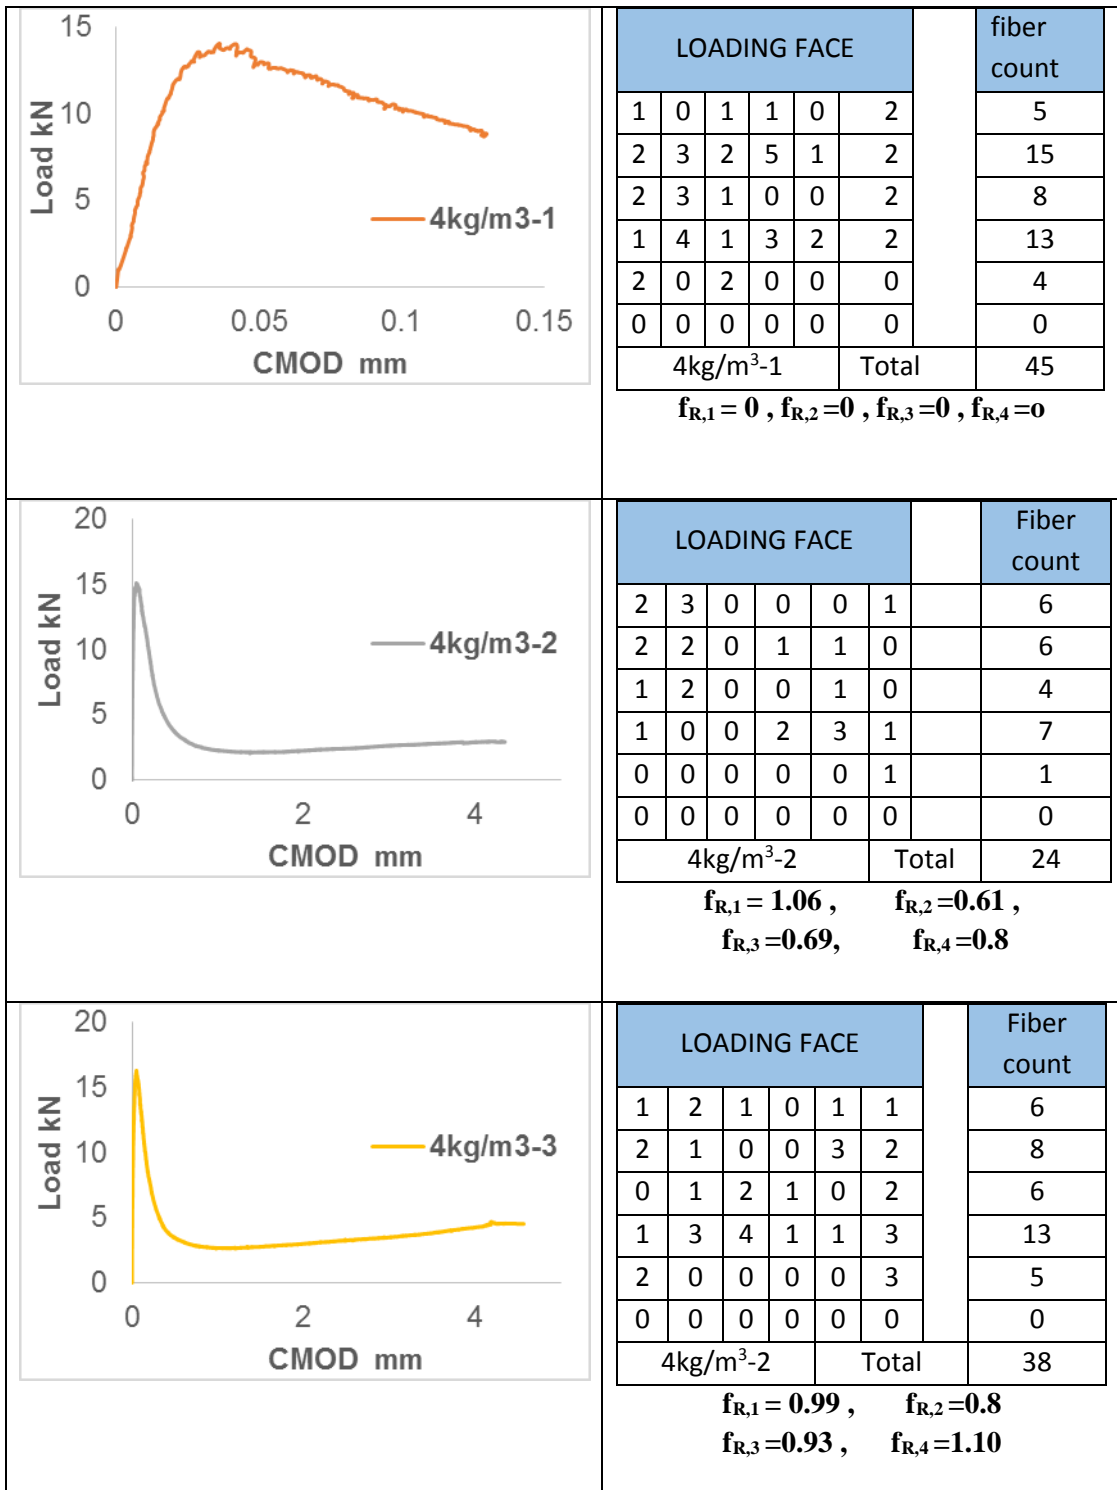 15
10
5
0
Load kN
4kg/m3-1
0 0.05 0.1 0.15
CMOD mm
LOADING FACE fiber count
1 0 1 1 0 2 5
2 3 2 5 1 2 15
2 3 1 0 0 2 8
1 4 1 3 2 2 13
2 0 2 0 0 0 4
0 0 0 0 0 0 0
4kg/m³-1 Total 45
fR,1 = 0 , fR,2 =0 , fR,3 =0 , fR,4 =o
20
15
10
5
0
Load kN
4kg/m3-2
0 2 4
CMOD mm
LOADING FACE Fiber count
2 3 0 0 0 1 6
2 2 0 1 1 0 6
1 2 0 0 1 0 4
1 0 0 2 3 1 7
0 0 0 0 0 1 1
0 0 0 0 0 0 0
4kg/m³-2 Total 24
fR,1 = 1.06 , fR,2 =0.61 ,
fR,3 =0.69, fR,4 =0.8
20
15
10
5
0
Load kN
4kg/m3-3
0 2 4
CMOD mm
LOADING FACE Fiber count
1 2 1 0 1 1 6
2 1 0 0 3 2 8
0 1 2 1 0 2 6
1 3 4 1 1 3 13
2 0 0 0 0 3 5
0 0 0 0 0 0 0
4kg/m³-2 Total 38
fR,1 = 0.99 , fR,2 =0.8
fR,3 =0.93 , fR,4 =1.10